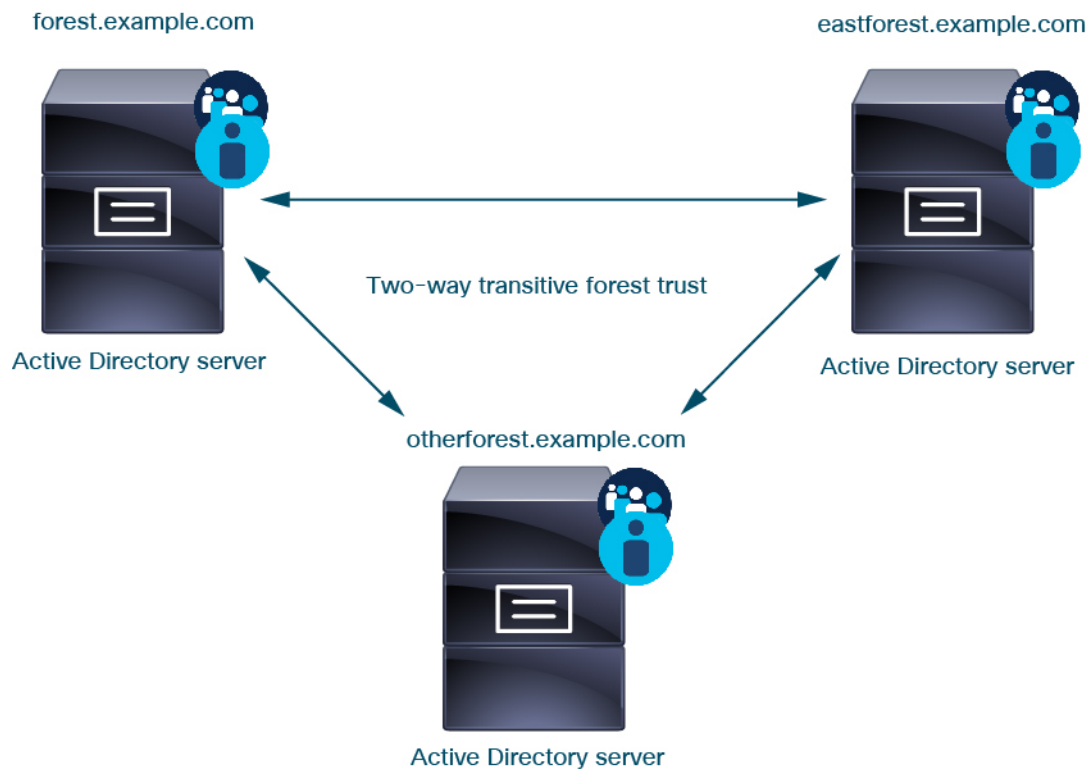 forest.example.com
eastforest.example.com
Two-way transitive forest trust
Active Directory server
Active Directory server
otherforest.example.com
Active Directory server